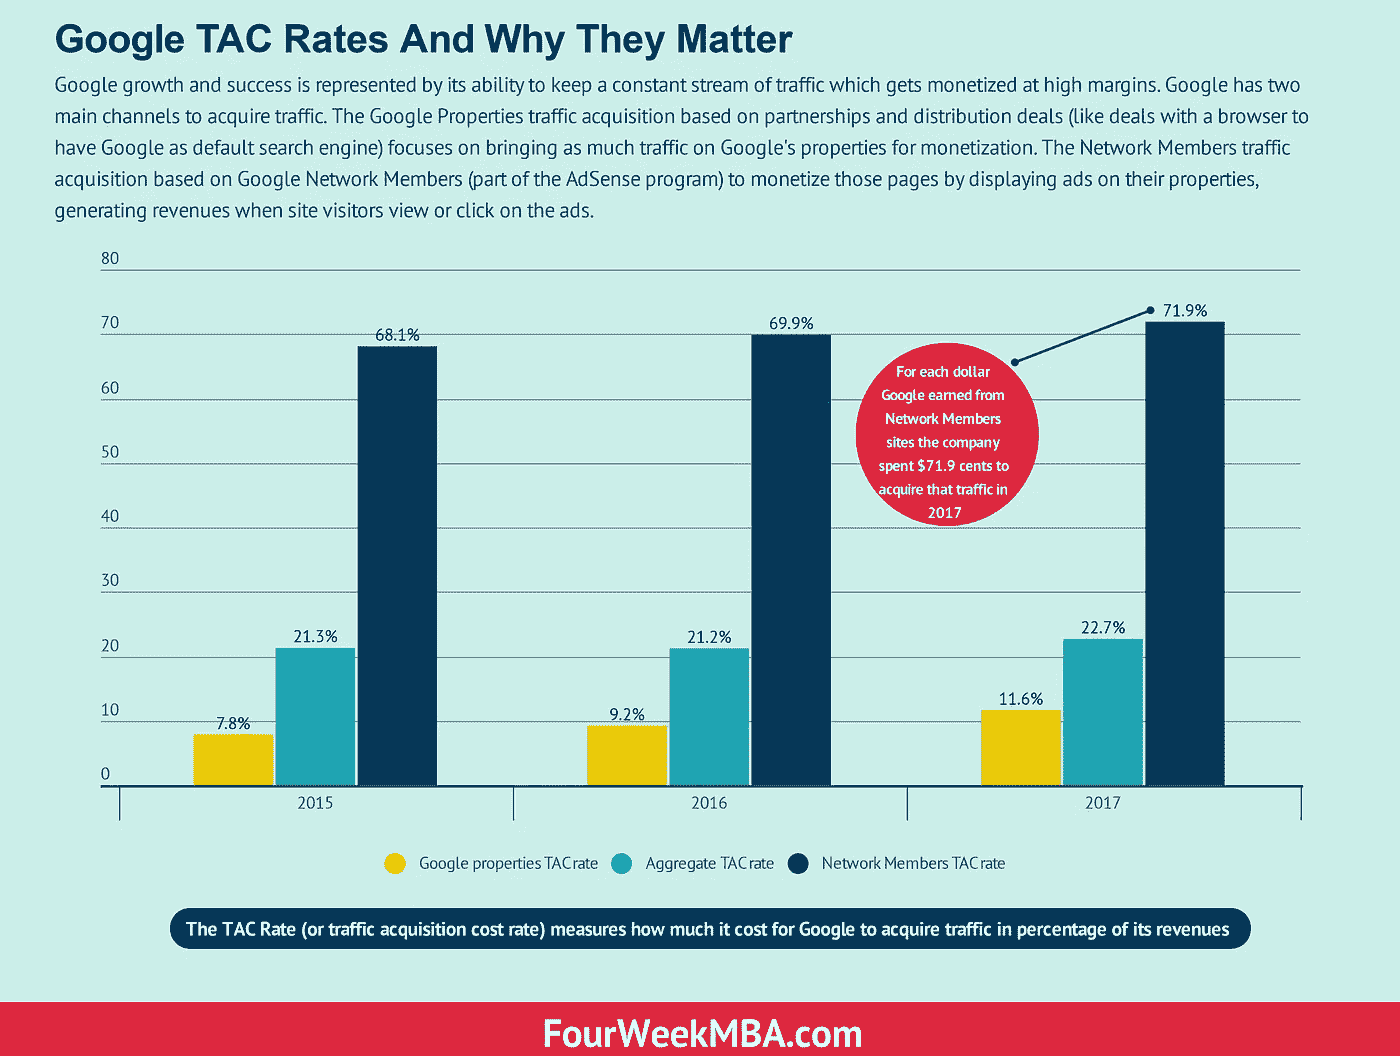 Google TAC Rates And Why They Matter
Google growth and success is represented by its ability to keep a constant stream of traffic which gets monetized at high margins. Google has two
main channels to acquire traffic. The Google Properties traffic acquisition based on partnerships and distribution deals (like deals with a browser to
have Google as default search engine) focuses on bringing as much traffic on Google's properties for monetization. The Network Members traffic
acquisition based on Google Network Members (part of the AdSense program) to monetize those pages by displaying ads on their properties,
generating revenues when site visitors view or click on the ads.
80
70
60
50
40
30
20
10
0
7.8%
21.3%
68.1%
9.2%
21.2%
69.9%
11.6%
22.7%
71.9%
For each dollar
Google earned from
Network Members
sites the company
spent $71.9 cents to
acquire that traffic in
2017
2015
2016
2017
Google properties TAC rate
Aggregate TAC rate
Network Members TAC rate
The TAC Rate (or traffic acquisition cost rate) measures how much it cost for Google to acquire traffic in percentage of its revenues
FourWeekMBA.com